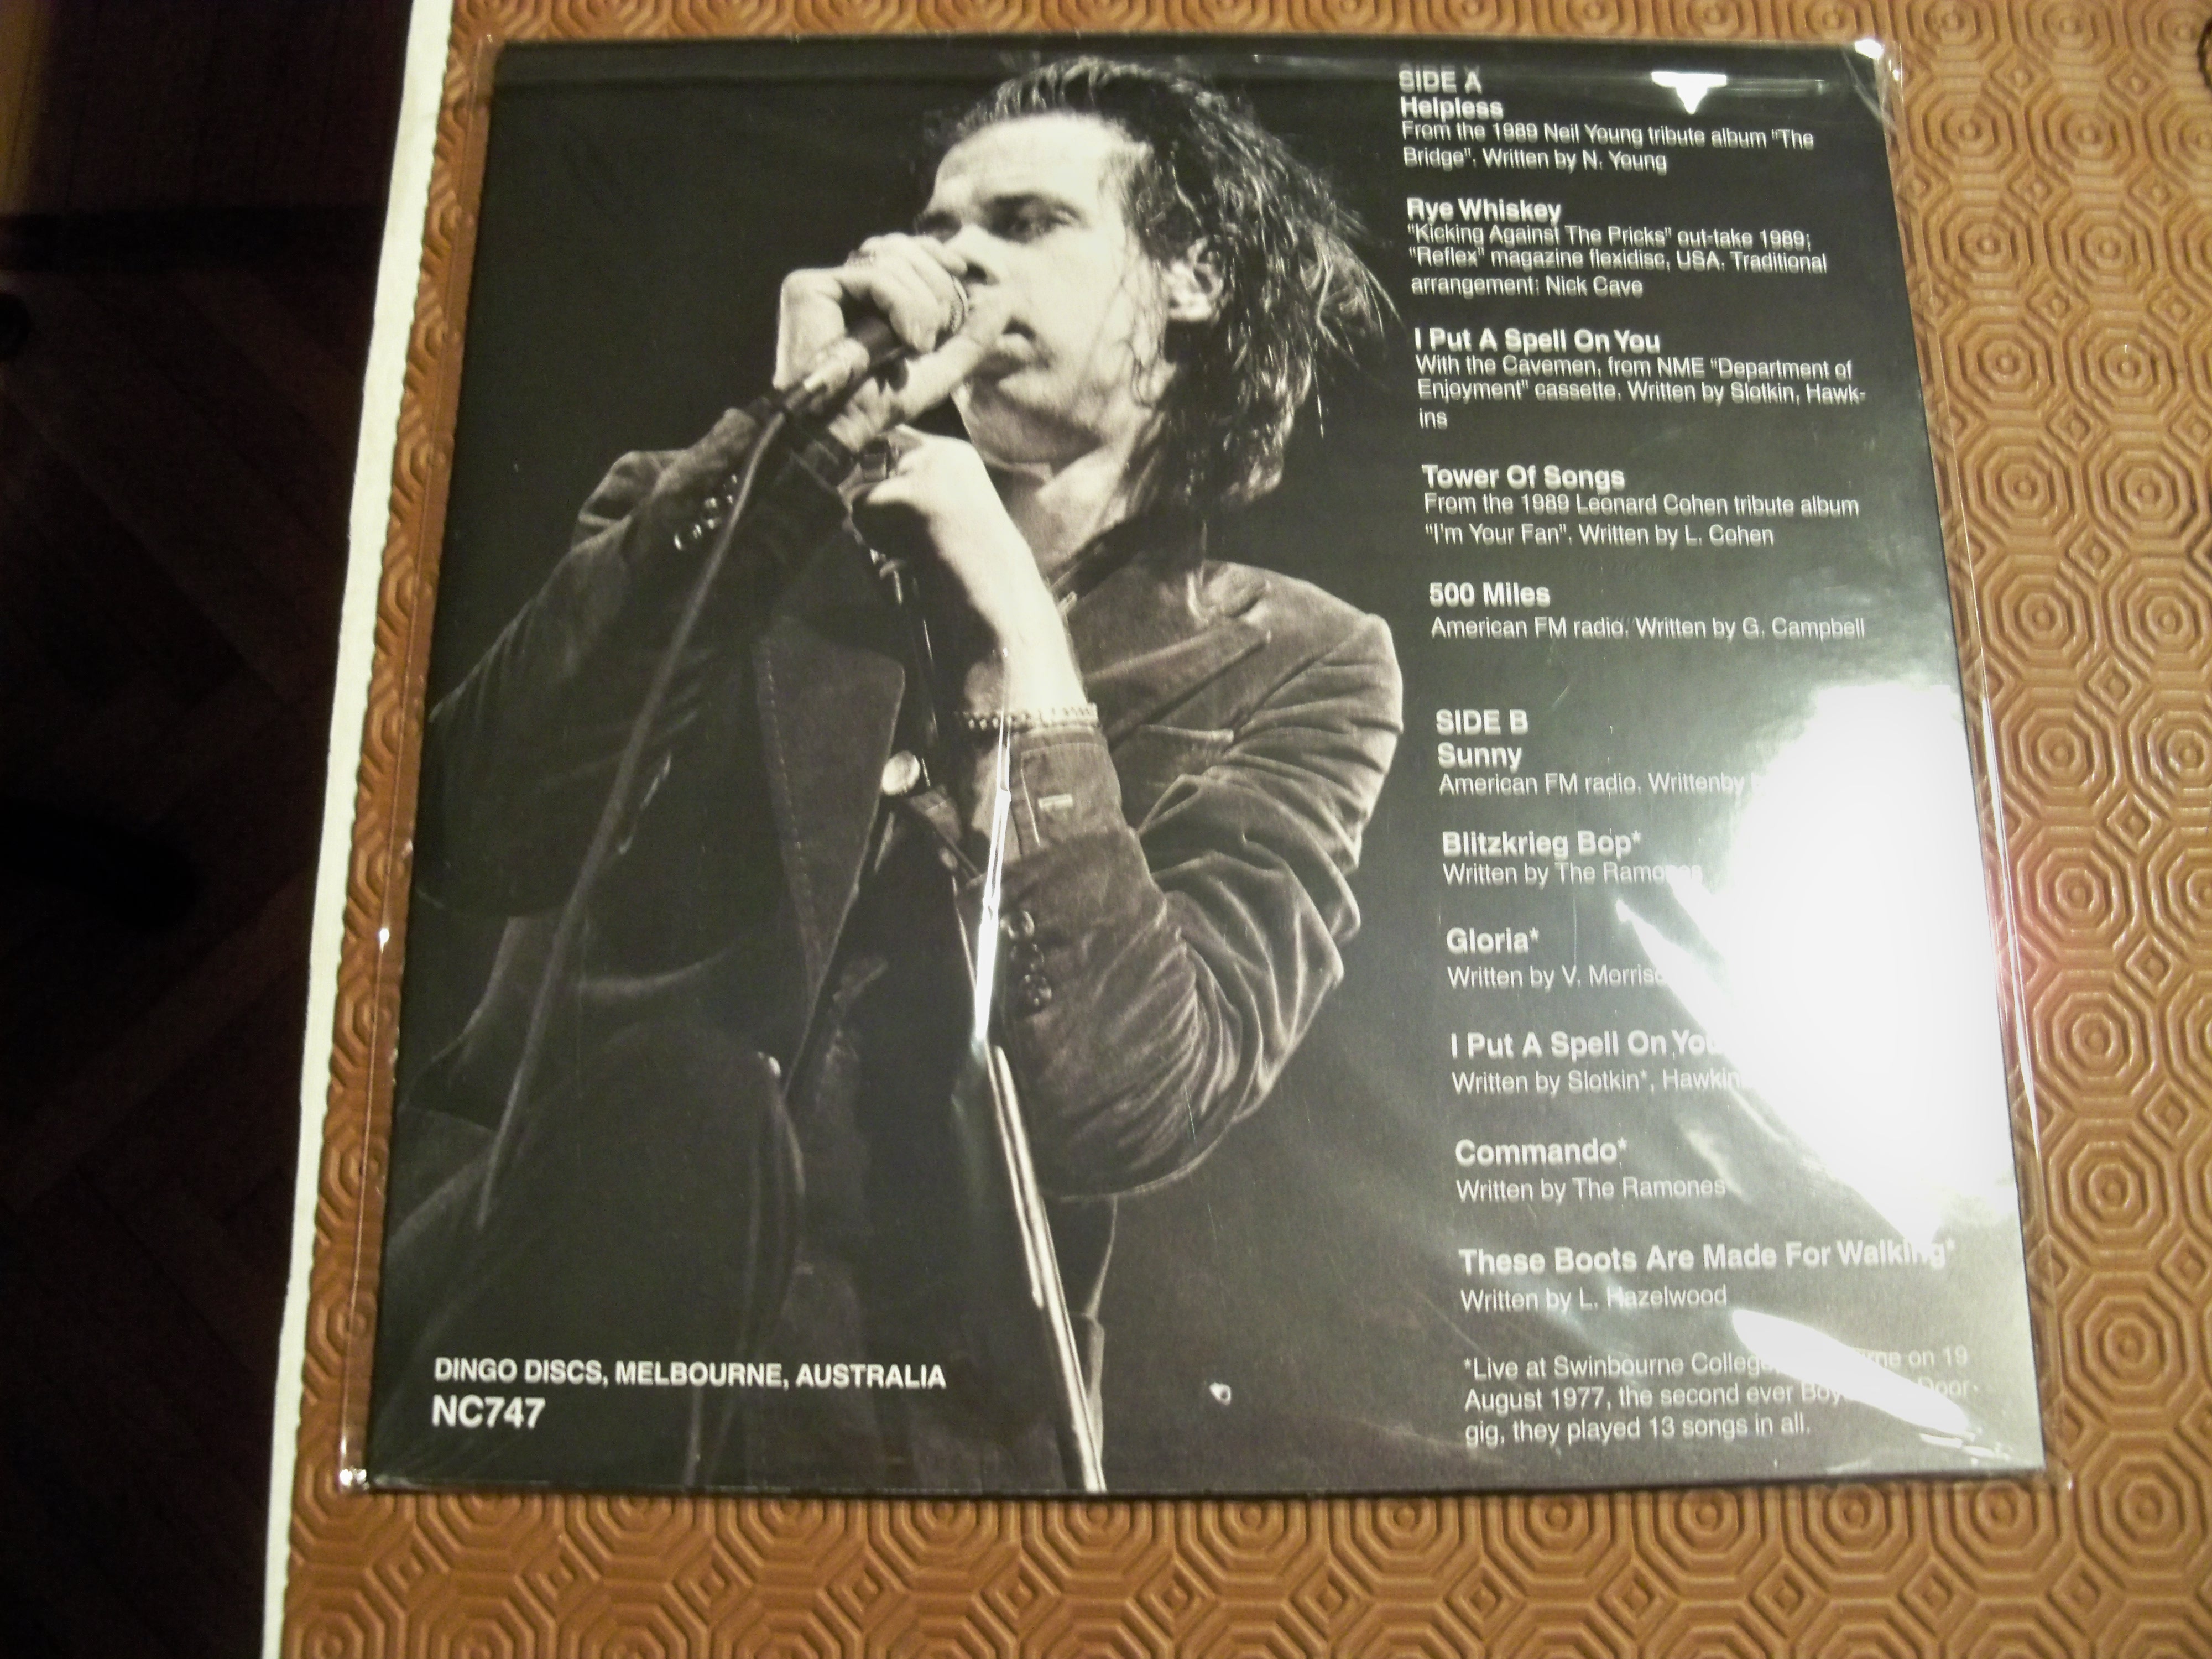 SIDE A
Helpless
From the 1989 Neil Young tribute album "The
Bridge". Written by N. Young
Rye Whiskey
"Kicking Against The Pricks" out-take 1989;
"Reflex" magazine flexidisc, USA. Traditional
arrangement: Nick Cave
I Put A Spell On You
With the Cavemen, from NME "Department of
Enjoyment" cassette. Written by Slotkin, Hawk-
ins
Tower Of Songs
From the 1989 Leonard Cohen tribute album
"I'm Your Fan". Written by L. Cohen
500 Miles
American FM radio. Written by G. Campbell
SIDE B
Sunny
American FM radio. Writtenby
Blitzkrieg Bop*
Written by The Ramones
Gloria*
Written by V.
I Put A Spell On You
Written by Slotkin*,
Commando*
Written by The Ramones
These Boots Are Made For Walking*
Written by L. Hazelwood
*Live at Swinbourne on 19
August 1977, the second ever
gig, they played 13 songs in all.
DINGO DISCS, MELBOURNE, AUSTRALIA
NC747